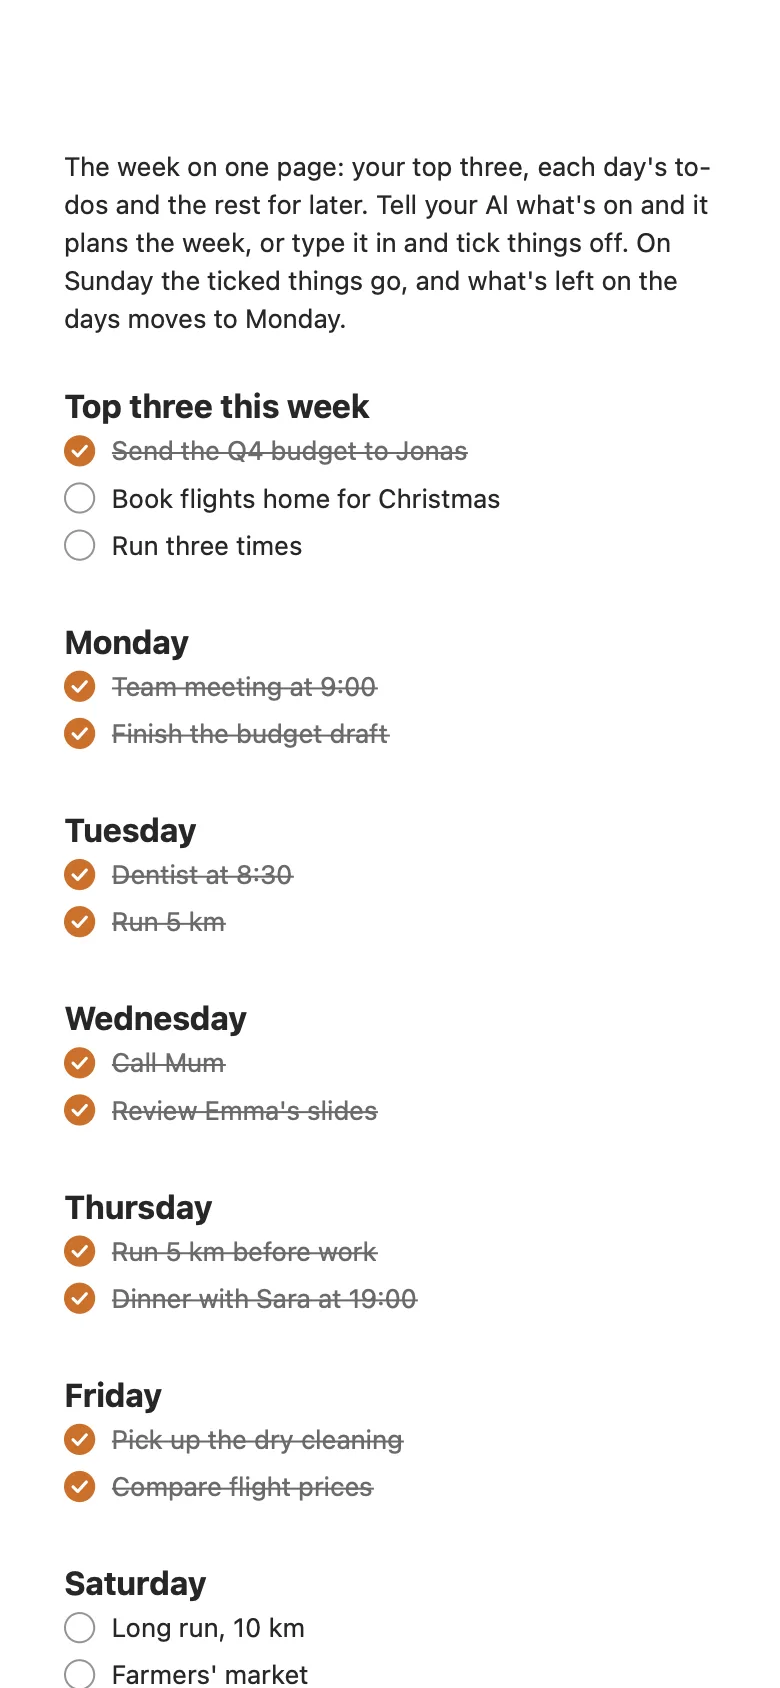 The week on one page: your top three, each day's to-
dos and the rest for later. Tell your AI what's on and it
plans the week, or type it in and tick things off. On
Sunday the ticked things go, and what's left on the
days moves to Monday.
Top three this week
Send the Q4 budget to Jonas
Book flights home for Christmas
Run three times
Monday
Team meeting at 9:00
Finish the budget draft
Tuesday
Dentist at 8:30
Run 5 km
Wednesday
Call Mum
Review Emma's slides
Thursday
Run 5 km before work
Dinner with Sara at 19:00
Friday
Pick up the dry cleaning
Compare flight prices
Saturday
Long run, 10 km
Farmers' market